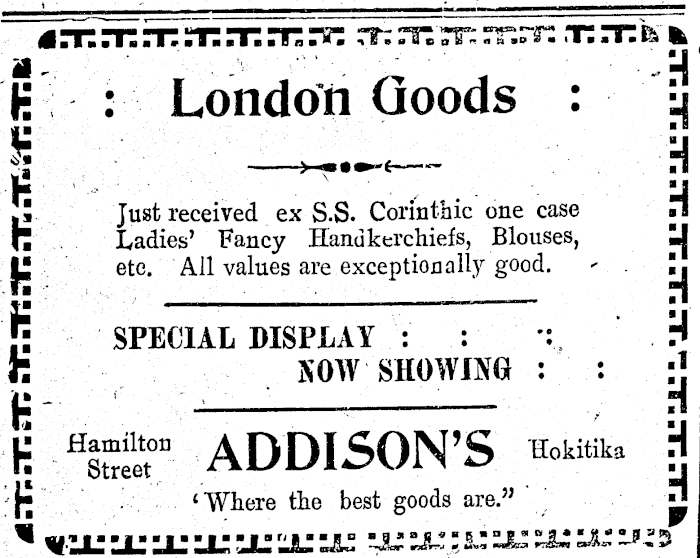 : London Goods :
Just received ex S.S. Corinthic one case
Ladies' Fancy Handkerchiefs, Blouses,
etc. All values are exceptionally good.
SPECIAL DISPLAY : : :
NOW SHOWING : :
Hamilton Street ADDISON'S Hokitika
‘Where the best goods are.”